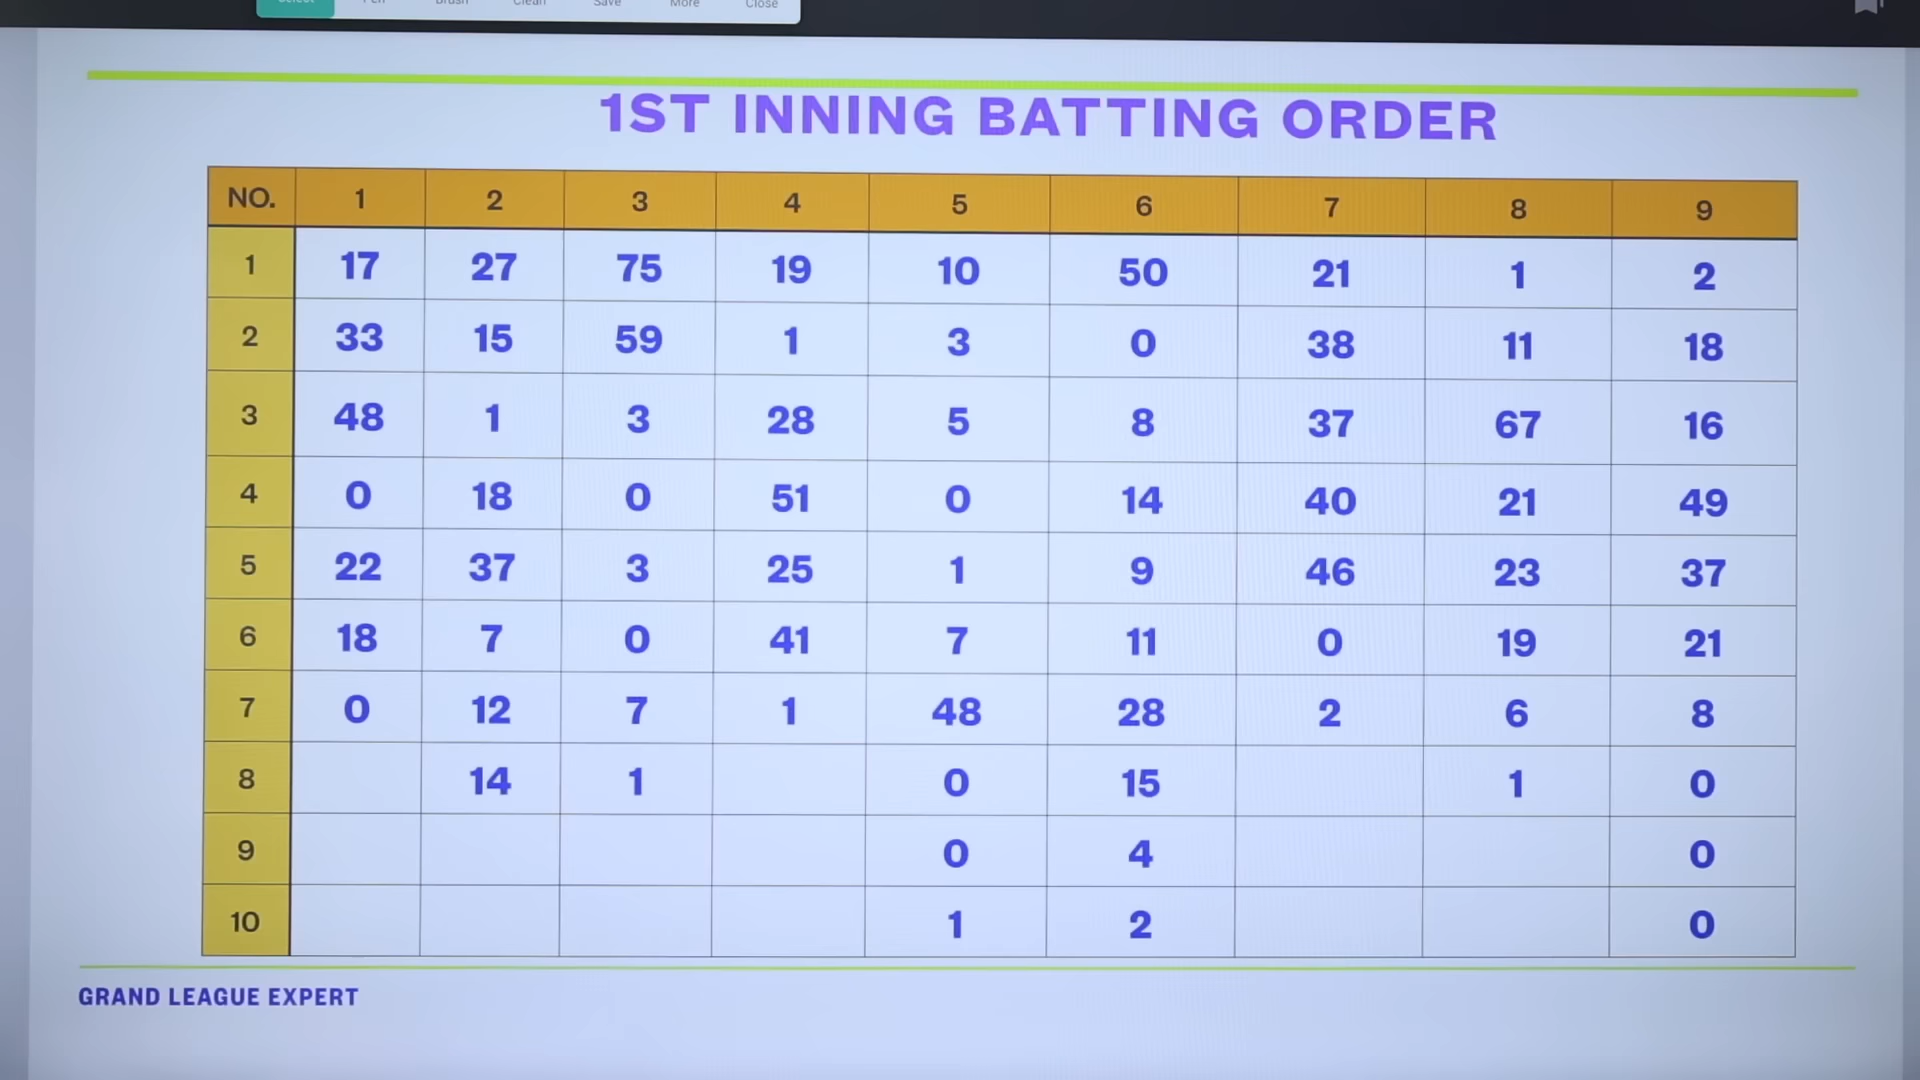 Select Pen Brush Clean Save More Close
1ST INNING BATTING ORDER
NO. 1 2 3 4 5 6 7 8 9
1 17 27 75 19 10 50 21 1 2
2 33 15 59 1 3 0 38 11 18
3 48 1 3 28 5 8 37 67 16
4 0 18 0 51 0 14 40 21 49
5 22 37 3 25 1 9 46 23 37
6 18 7 0 41 7 11 0 19 21
7 0 12 7 1 48 28 2 6 8
8 14 1 0 15 1 0
9 0 4 0
10 1 2 0
GRAND LEAGUE EXPERT